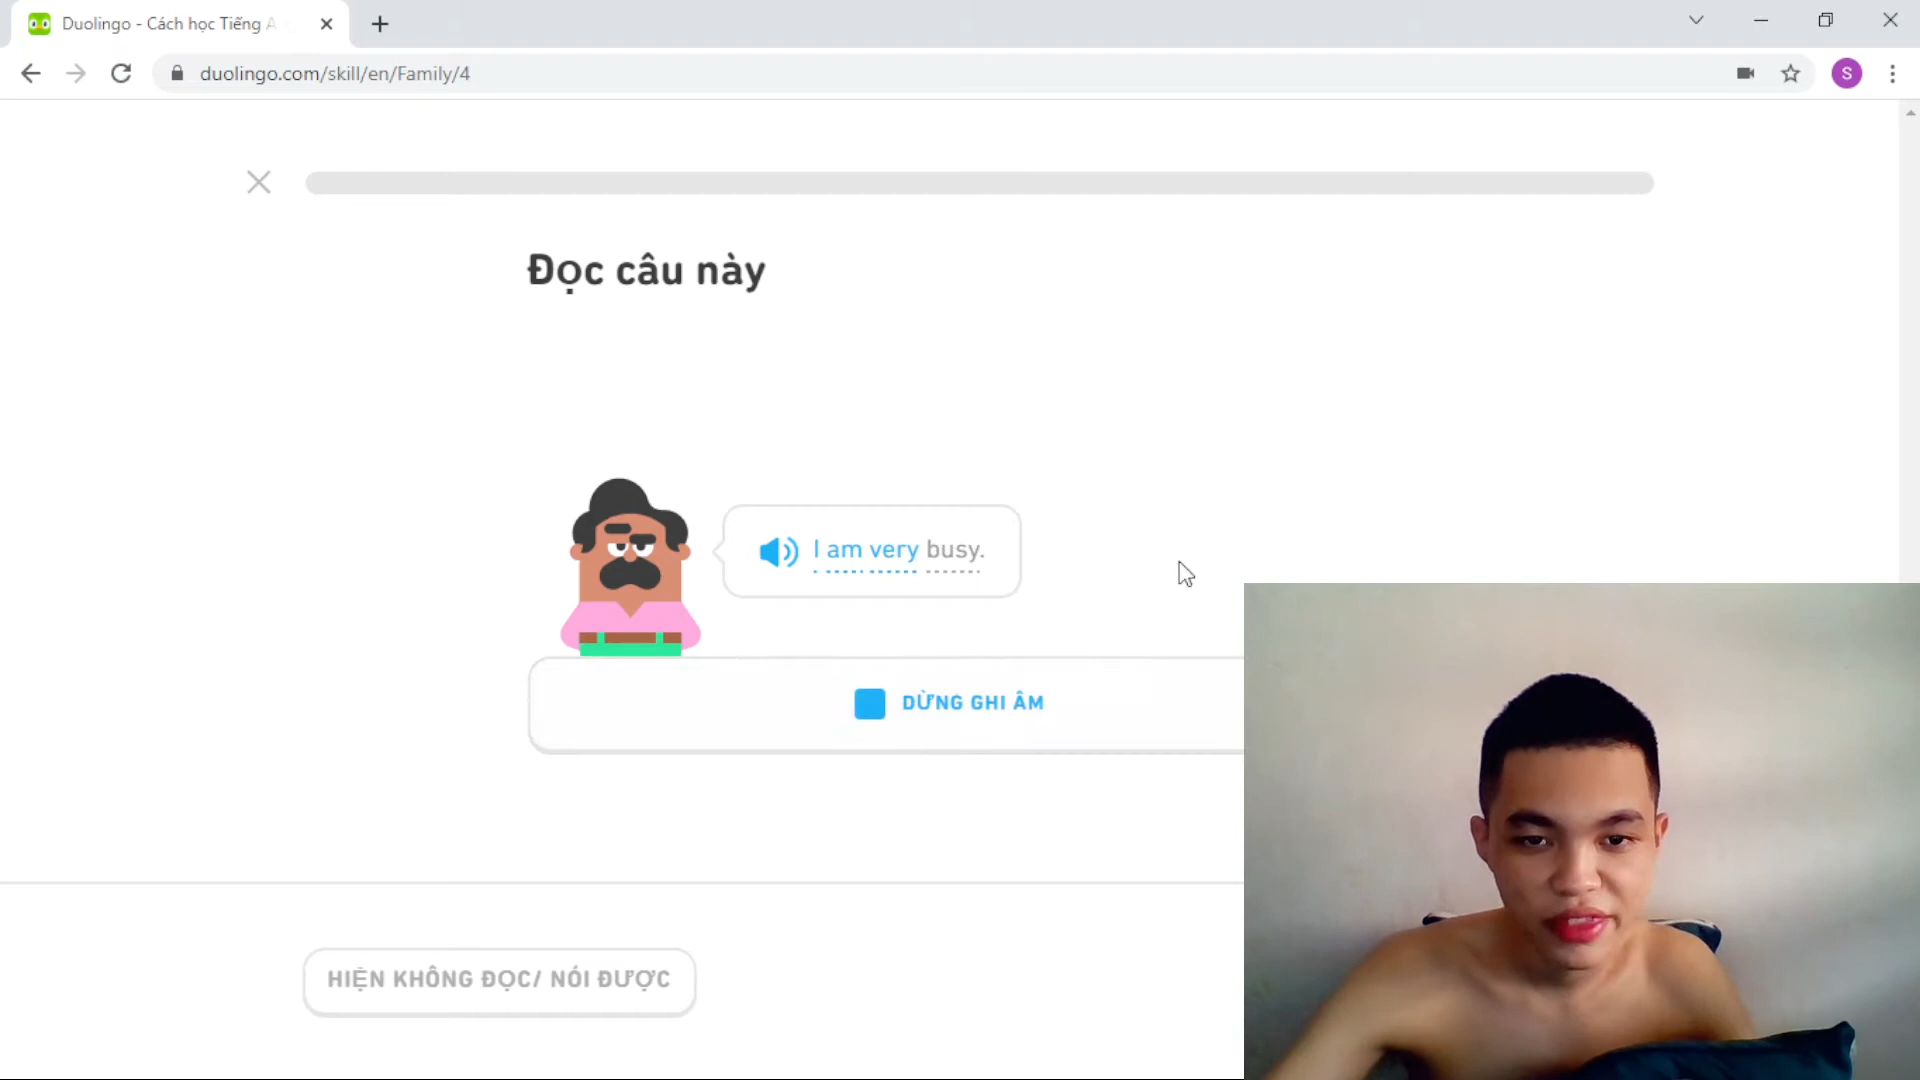 Duolingo - Cách học Tiếng A
duolingo.com/skill/en/Family/4
S
Đọc câu này
I am very busy.
DỪNG GHI ÂM
HIỆN KHÔNG ĐỌC/ NÓI ĐƯỢC